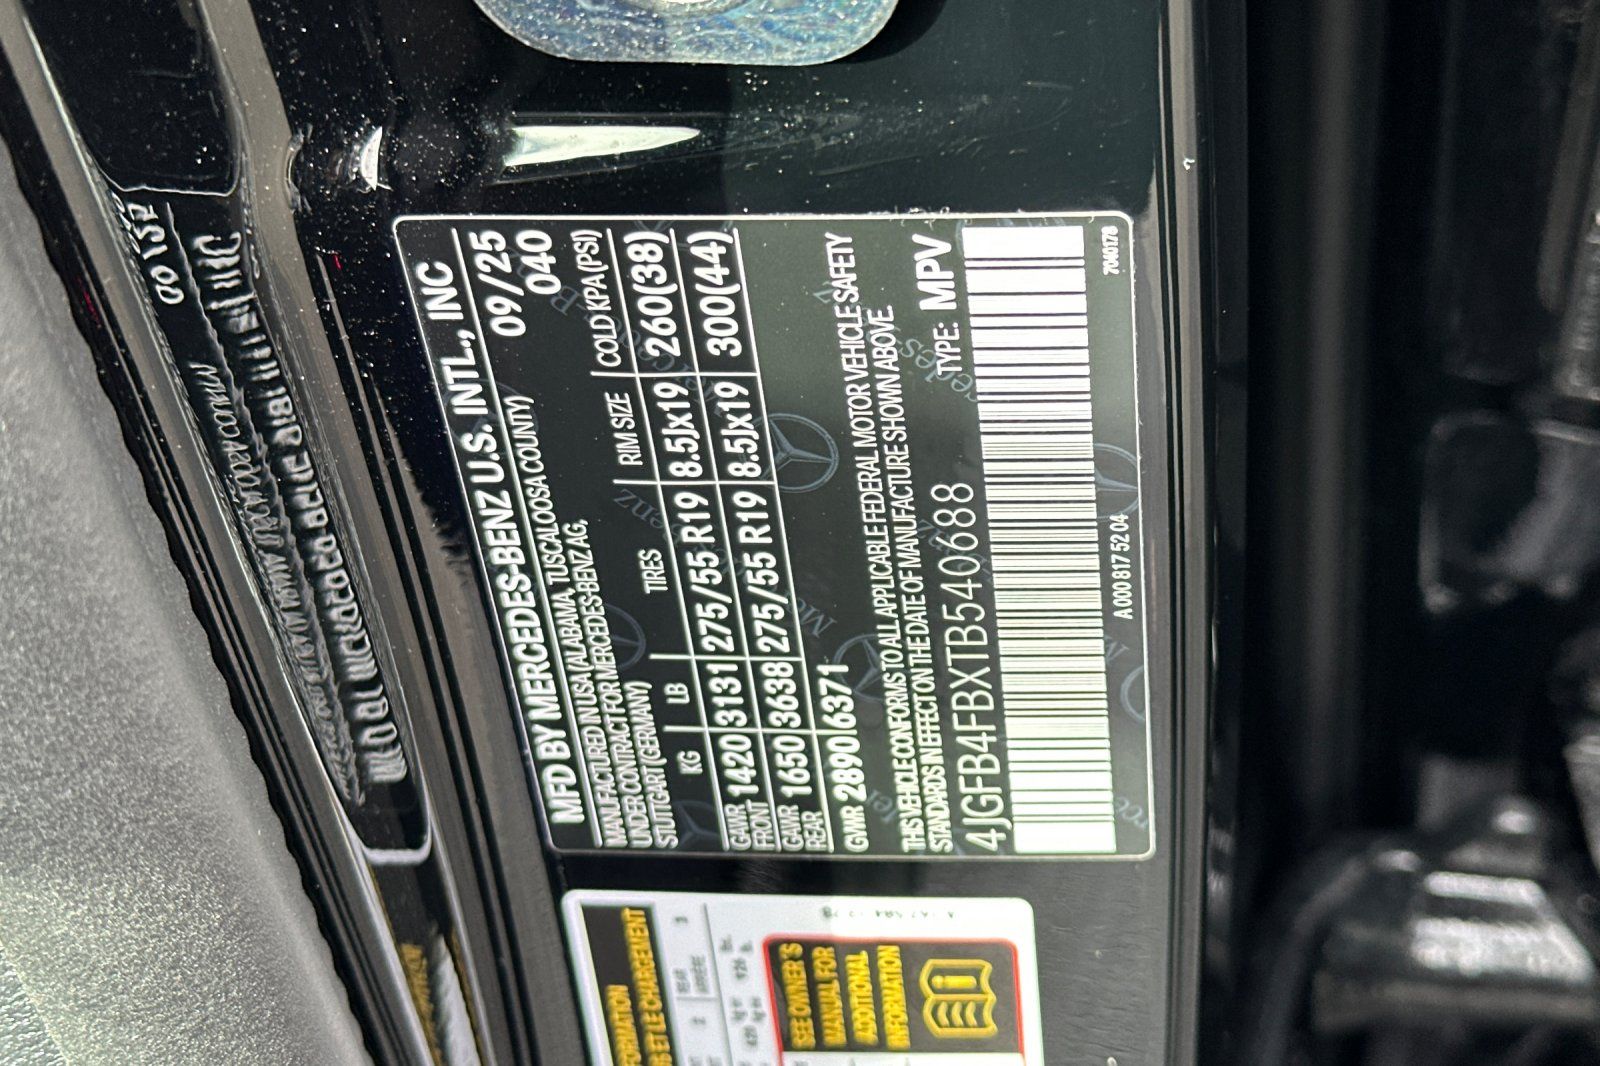 MFD BY MERCEDES-BENZ U.S. INTL., INC
MANUFACTURED IN USA (ALABAMA, TUSCALOOSA COUNTY) 09/25
UNDER CONTRACT FOR MERCEDES-BENZ AG, 040
STUTTGART (GERMANY)
KG LB TIRES RIM SIZE COLD KPA (PSI)
GAWR FRONT 1420 3131 275/55 R19 8.5Jx19 260(38)
GAWR REAR 1650 3638 275/55 R19 8.5Jx19 300(44)
GVWR 2890 6371
THIS VEHICLE CONFORMS TO ALL APPLICABLE FEDERAL MOTOR VEHICLE SAFETY
STANDARDS IN EFFECT ON THE DATE OF MANUFACTURE SHOWN ABOVE.
4JGFB4FBXTB540688 TYPE: MPV
A 000 817 52 04 7040178
SEE OWNER'S
MANUAL FOR
ADDITIONAL
INFORMATION